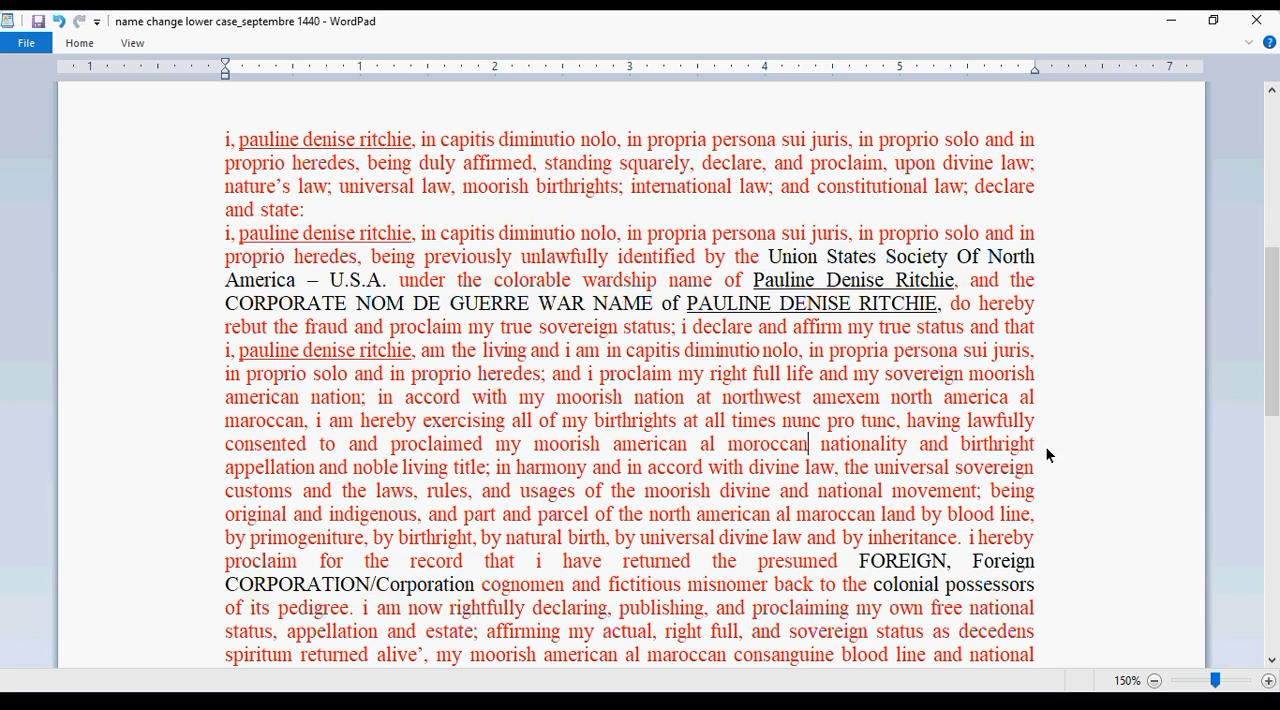 name change lower case_septembre 1440 - WordPad
File Home View
1 1 2 3 4 5 7
i, pauline denise ritchie, in capitis diminutio nolo, in propria persona sui juris, in proprio solo and in
proprio heredes, being duly affirmed, standing squarely, declare, and proclaim, upon divine law;
nature’s law; universal law, moorish birthrights; international law; and constitutional law; declare
and state:
i, pauline denise ritchie, in capitis diminutio nolo, in propria persona sui juris, in proprio solo and in
proprio heredes, being previously unlawfully identified by the Union States Society Of North
America – U.S.A. under the colorable wardship name of Pauline Denise Ritchie, and the
CORPORATE NOM DE GUERRE WAR NAME of PAULINE DENISE RITCHIE, do hereby
rebut the fraud and proclaim my true sovereign status; i declare and affirm my true status and that
i, pauline denise ritchie, am the living and i am in capitis diminutio nolo, in propria persona sui juris,
in proprio solo and in proprio heredes; and i proclaim my right full life and my sovereign moorish
american nation; in accord with my moorish nation at northwest amexem north america al
maroccan, i am hereby exercising all of my birthrights at all times nunc pro tunc, having lawfully
consented to and proclaimed my moorish american al moroccan nationality and birthright
appellation and noble living title; in harmony and in accord with divine law, the universal sovereign
customs and the laws, rules, and usages of the moorish divine and national movement; being
original and indigenous, and part and parcel of the north american al maroccan land by blood line,
by primogeniture, by birthright, by natural birth, by universal divine law and by inheritance. i hereby
proclaim for the record that i have returned the presumed FOREIGN, Foreign
CORPORATION/Corporation cognomen and fictitious misnomer back to the colonial possessors
of its pedigree. i am now rightfully declaring, publishing, and proclaiming my own free national
status, appellation and estate; affirming my actual, right full, and sovereign status as decedens
spiritum returned alive’, my moorish american al maroccan consanguine blood line and national
150%